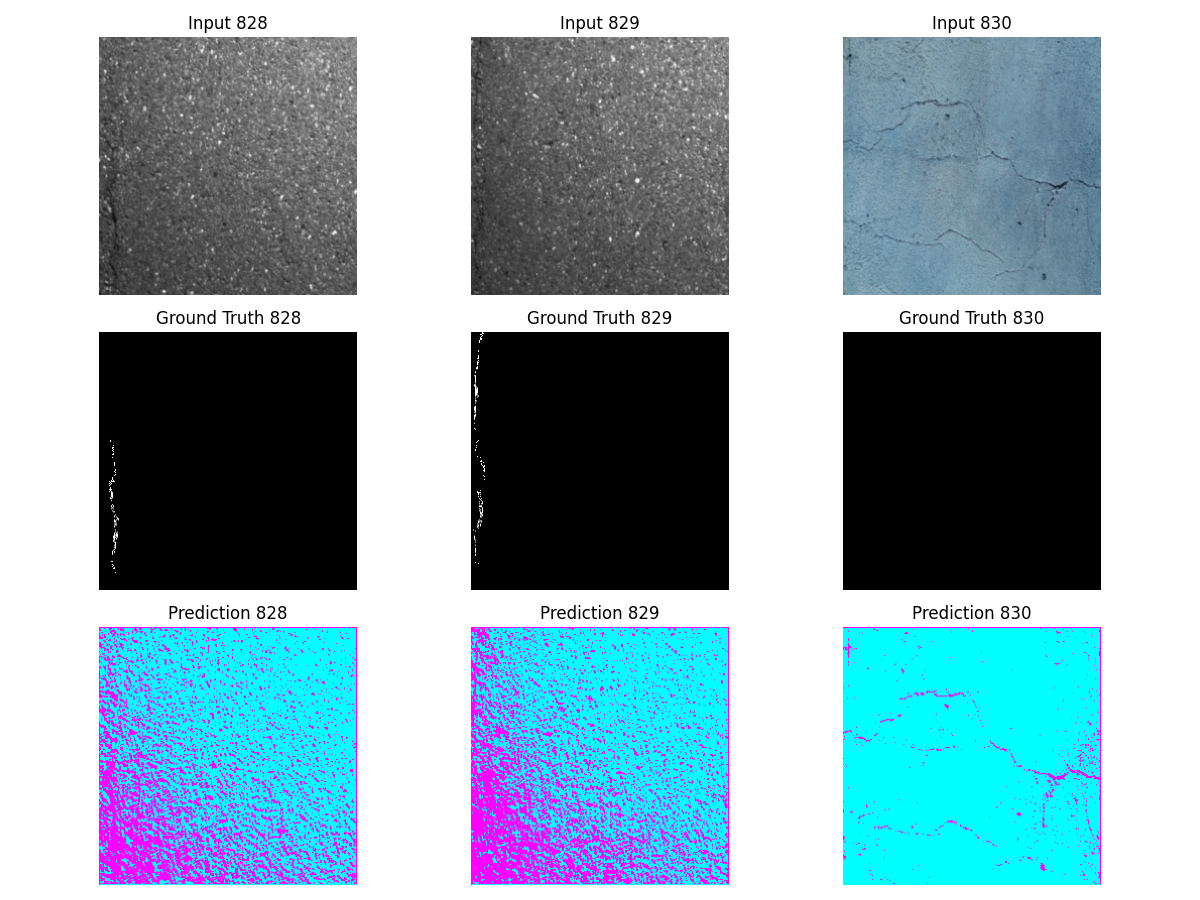 Input 828
Input 829
Input 830
Ground Truth 828
Ground Truth 829
Ground Truth 830
Prediction 828
Prediction 829
Prediction 830